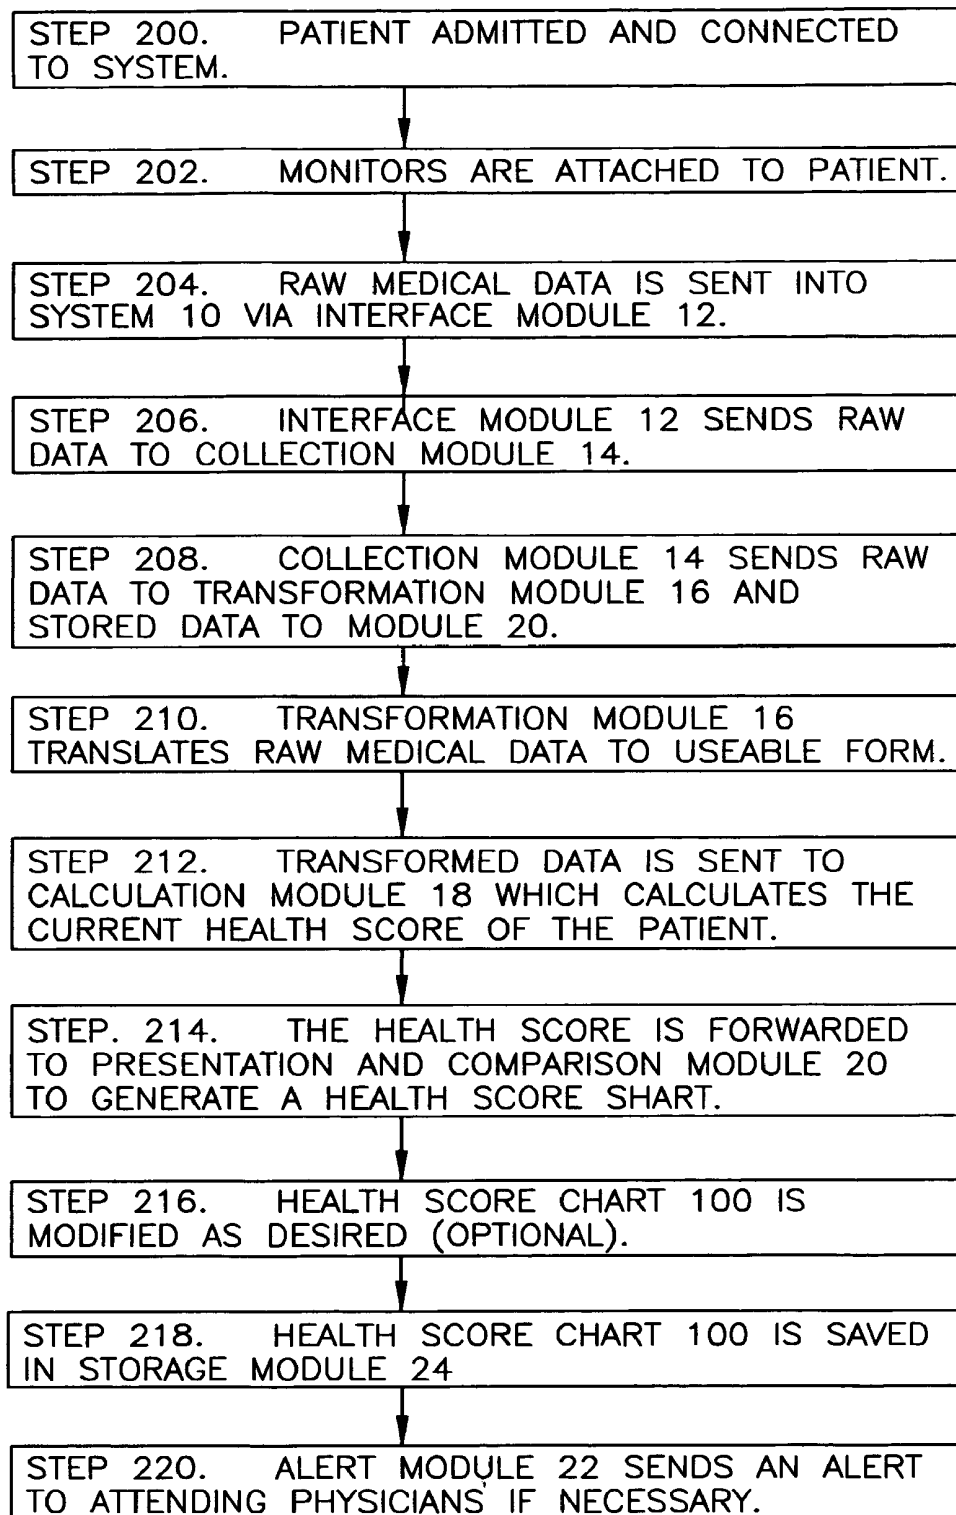 STEP 200. PATIENT ADMITTED AND CONNECTED
TO SYSTEM.
STEP 202. MONITORS ARE ATTACHED TO PATIENT.
STEP 204. RAW MEDICAL DATA IS SENT INTO
SYSTEM 10 VIA INTERFACE MODULE 12.
STEP 206. INTERFACE MODULE 12 SENDS RAW
DATA TO COLLECTION MODULE 14.
STEP 208. COLLECTION MODULE 14 SENDS RAW
DATA TO TRANSFORMATION MODULE 16 AND
STORED DATA TO MODULE 20.
STEP 210. TRANSFORMATION MODULE 16
TRANSLATES RAW MEDICAL DATA TO USEABLE FORM.
STEP 212. TRANSFORMED DATA IS SENT TO
CALCULATION MODULE 18 WHICH CALCULATES THE
CURRENT HEALTH SCORE OF THE PATIENT.
STEP. 214. THE HEALTH SCORE IS FORWARDED
TO PRESENTATION AND COMPARISON MODULE 20
TO GENERATE A HEALTH SCORE SHART.
STEP 216. HEALTH SCORE CHART 100 IS
MODIFIED AS DESIRED (OPTIONAL).
STEP 218. HEALTH SCORE CHART 100 IS SAVED
IN STORAGE MODULE 24
STEP 220. ALERT MODULE 22 SENDS AN ALERT
TO ATTENDING PHYSICIANS IF NECESSARY.